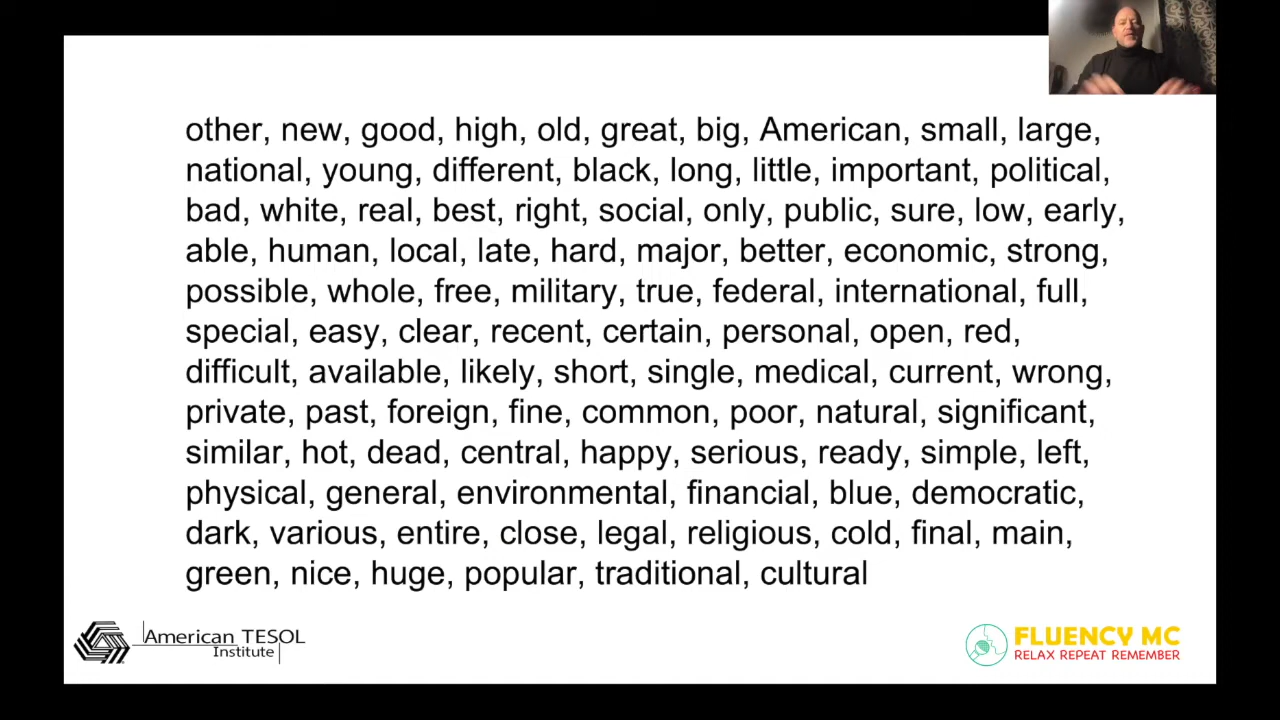 other, new, good, high, old, great, big, American, small, large,
national, young, different, black, long, little, important, political,
bad, white, real, best, right, social, only, public, sure, low, early,
able, human, local, late, hard, major, better, economic, strong,
possible, whole, free, military, true, federal, international, full,
special, easy, clear, recent, certain, personal, open, red,
difficult, available, likely, short, single, medical, current, wrong,
private, past, foreign, fine, common, poor, natural, significant,
similar, hot, dead, central, happy, serious, ready, simple, left,
physical, general, environmental, financial, blue, democratic,
dark, various, entire, close, legal, religious, cold, final, main,
green, nice, huge, popular, traditional, cultural
American TESOL
Institute
FLUENCY MC
RELAX REPEAT REMEMBER